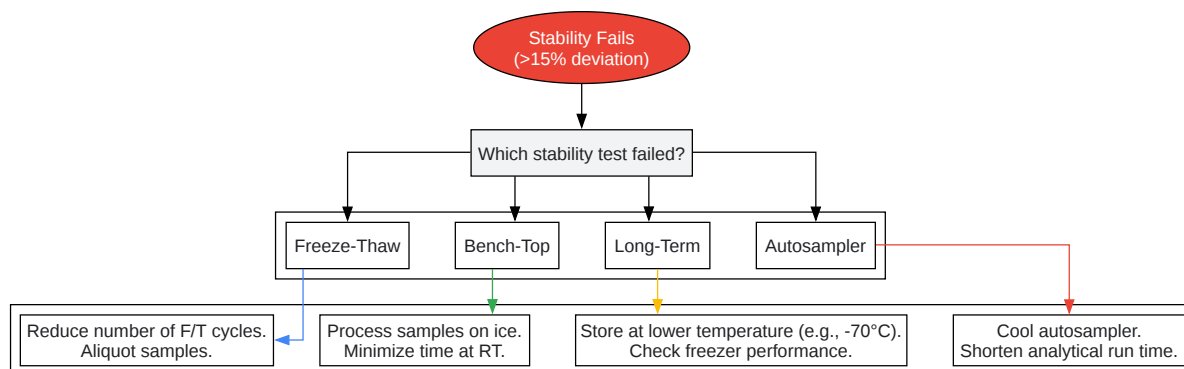 Stability Fails
(>15% deviation)
Which stability test failed?
Freeze-Thaw
Bench-Top
Long-Term
Autosampler
Reduce number of F/T cycles.
Aliquot samples.
Process samples on ice.
Minimize time at RT.
Store at lower temperature (e.g., -70°C).
Check freezer performance.
Cool autosampler.
Shorten analytical run time.